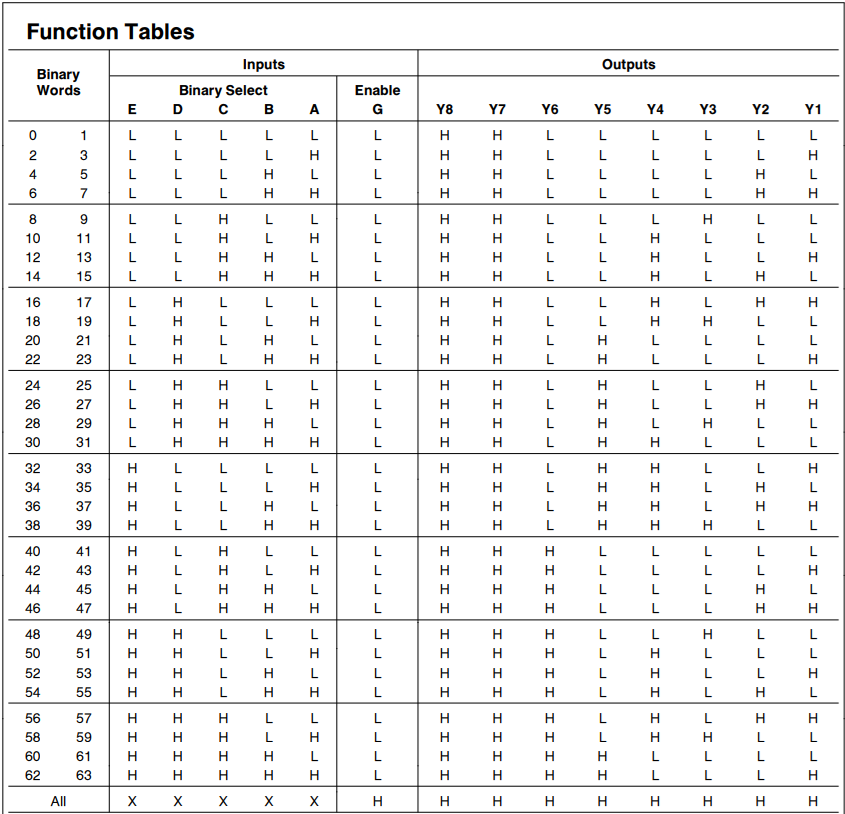 Function Tables
Inputs Outputs
Binary Words Binary Select Enable
E D C B A G Y8 Y7 Y6 Y5 Y4 Y3 Y2 Y1
0 1 L L L L L L H H L L L L L L
2 3 L L L L H L H H L L L L L H
4 5 L L L H L L H H L L L L H L
6 7 L L L H H L H H L L L L H H
8 9 L L H L L L H H L L L H L L
10 11 L L H L H L H H L L H L L L
12 13 L L H H L L H H L L H L L H
14 15 L L H H H L H H L L H L H L
16 17 L H L L L L H H L L H L H H
18 19 L H L L H L H H L L H H L L
20 21 L H L H L L H H L H L L L L
22 23 L H L H H L H H L H L L L H
24 25 L H H L L L H H L H L L H L
26 27 L H H L H L H H L H L L H H
28 29 L H H H L L H H L H L H L L
30 31 L H H H H L H H L H H L L L
32 33 H L L L L L H H L H H L L H
34 35 H L L L H L H H L H H L H L
36 37 H L L H L L H H L H H L H H
38 39 H L L H H L H H L H H H L L
40 41 H L H L L L H H H L L L L L
42 43 H L H L H L H H H L L L L H
44 45 H L H H L L H H H L L L H L
46 47 H L H H H L H H H L L L H H
48 49 H H L L L L H H H L L H L L
50 51 H H L L H L H H H L H L L L
52 53 H H L H L L H H H L H L L H
54 55 H H L H H L H H H L H L H L
56 57 H H H L L L H H H L H L H H
58 59 H H H L H L H H H L H H L L
60 61 H H H H L L H H H H L L L L
62 63 H H H H H L H H H H L L L H
All X X X X X H H H H H H H H H